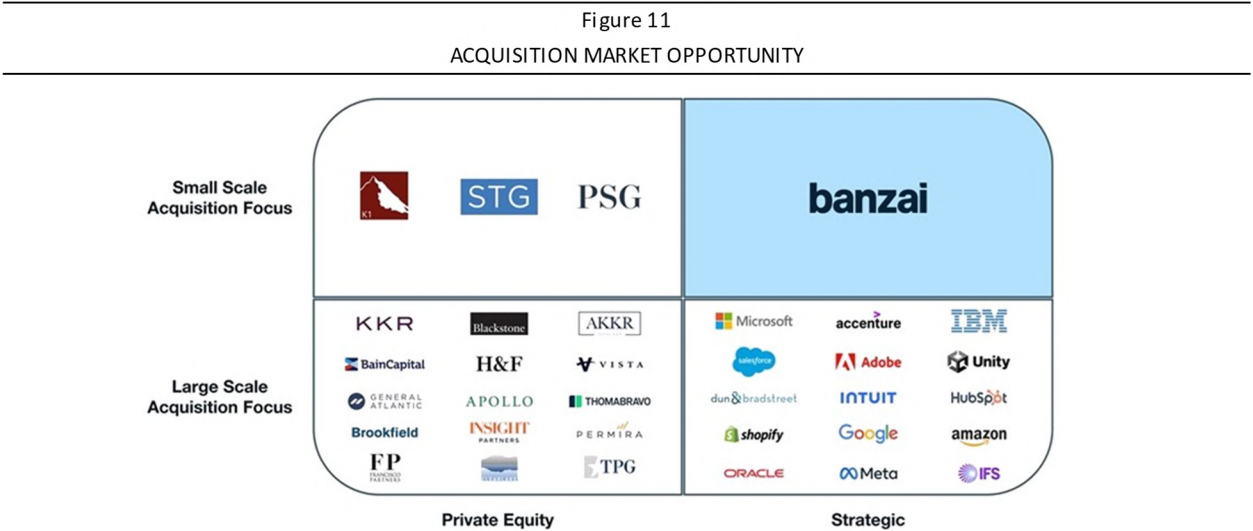 Figure 11
ACQUISITION MARKET OPPORTUNITY
Small Scale
Acquisition Focus
K1
STG
PSG
banzai
Large Scale
Acquisition Focus
KKR
Blackstone
AKKR
Microsoft
accenture
IBM
BainCapital
H&F
VISTA
salesforce
Adobe
Unity
GENERAL
ATLANTIC
APOLLO
THOMABRAVO
dun&bradstreet
INTUIT
HubSpot
Brookfield
INSIGHT
PARTNERS
PERMIRA
shopify
Google
amazon
FP
FRANCISCO
PARTNERS
TPG
ORACLE
Meta
IFS
Private Equity
Strategic